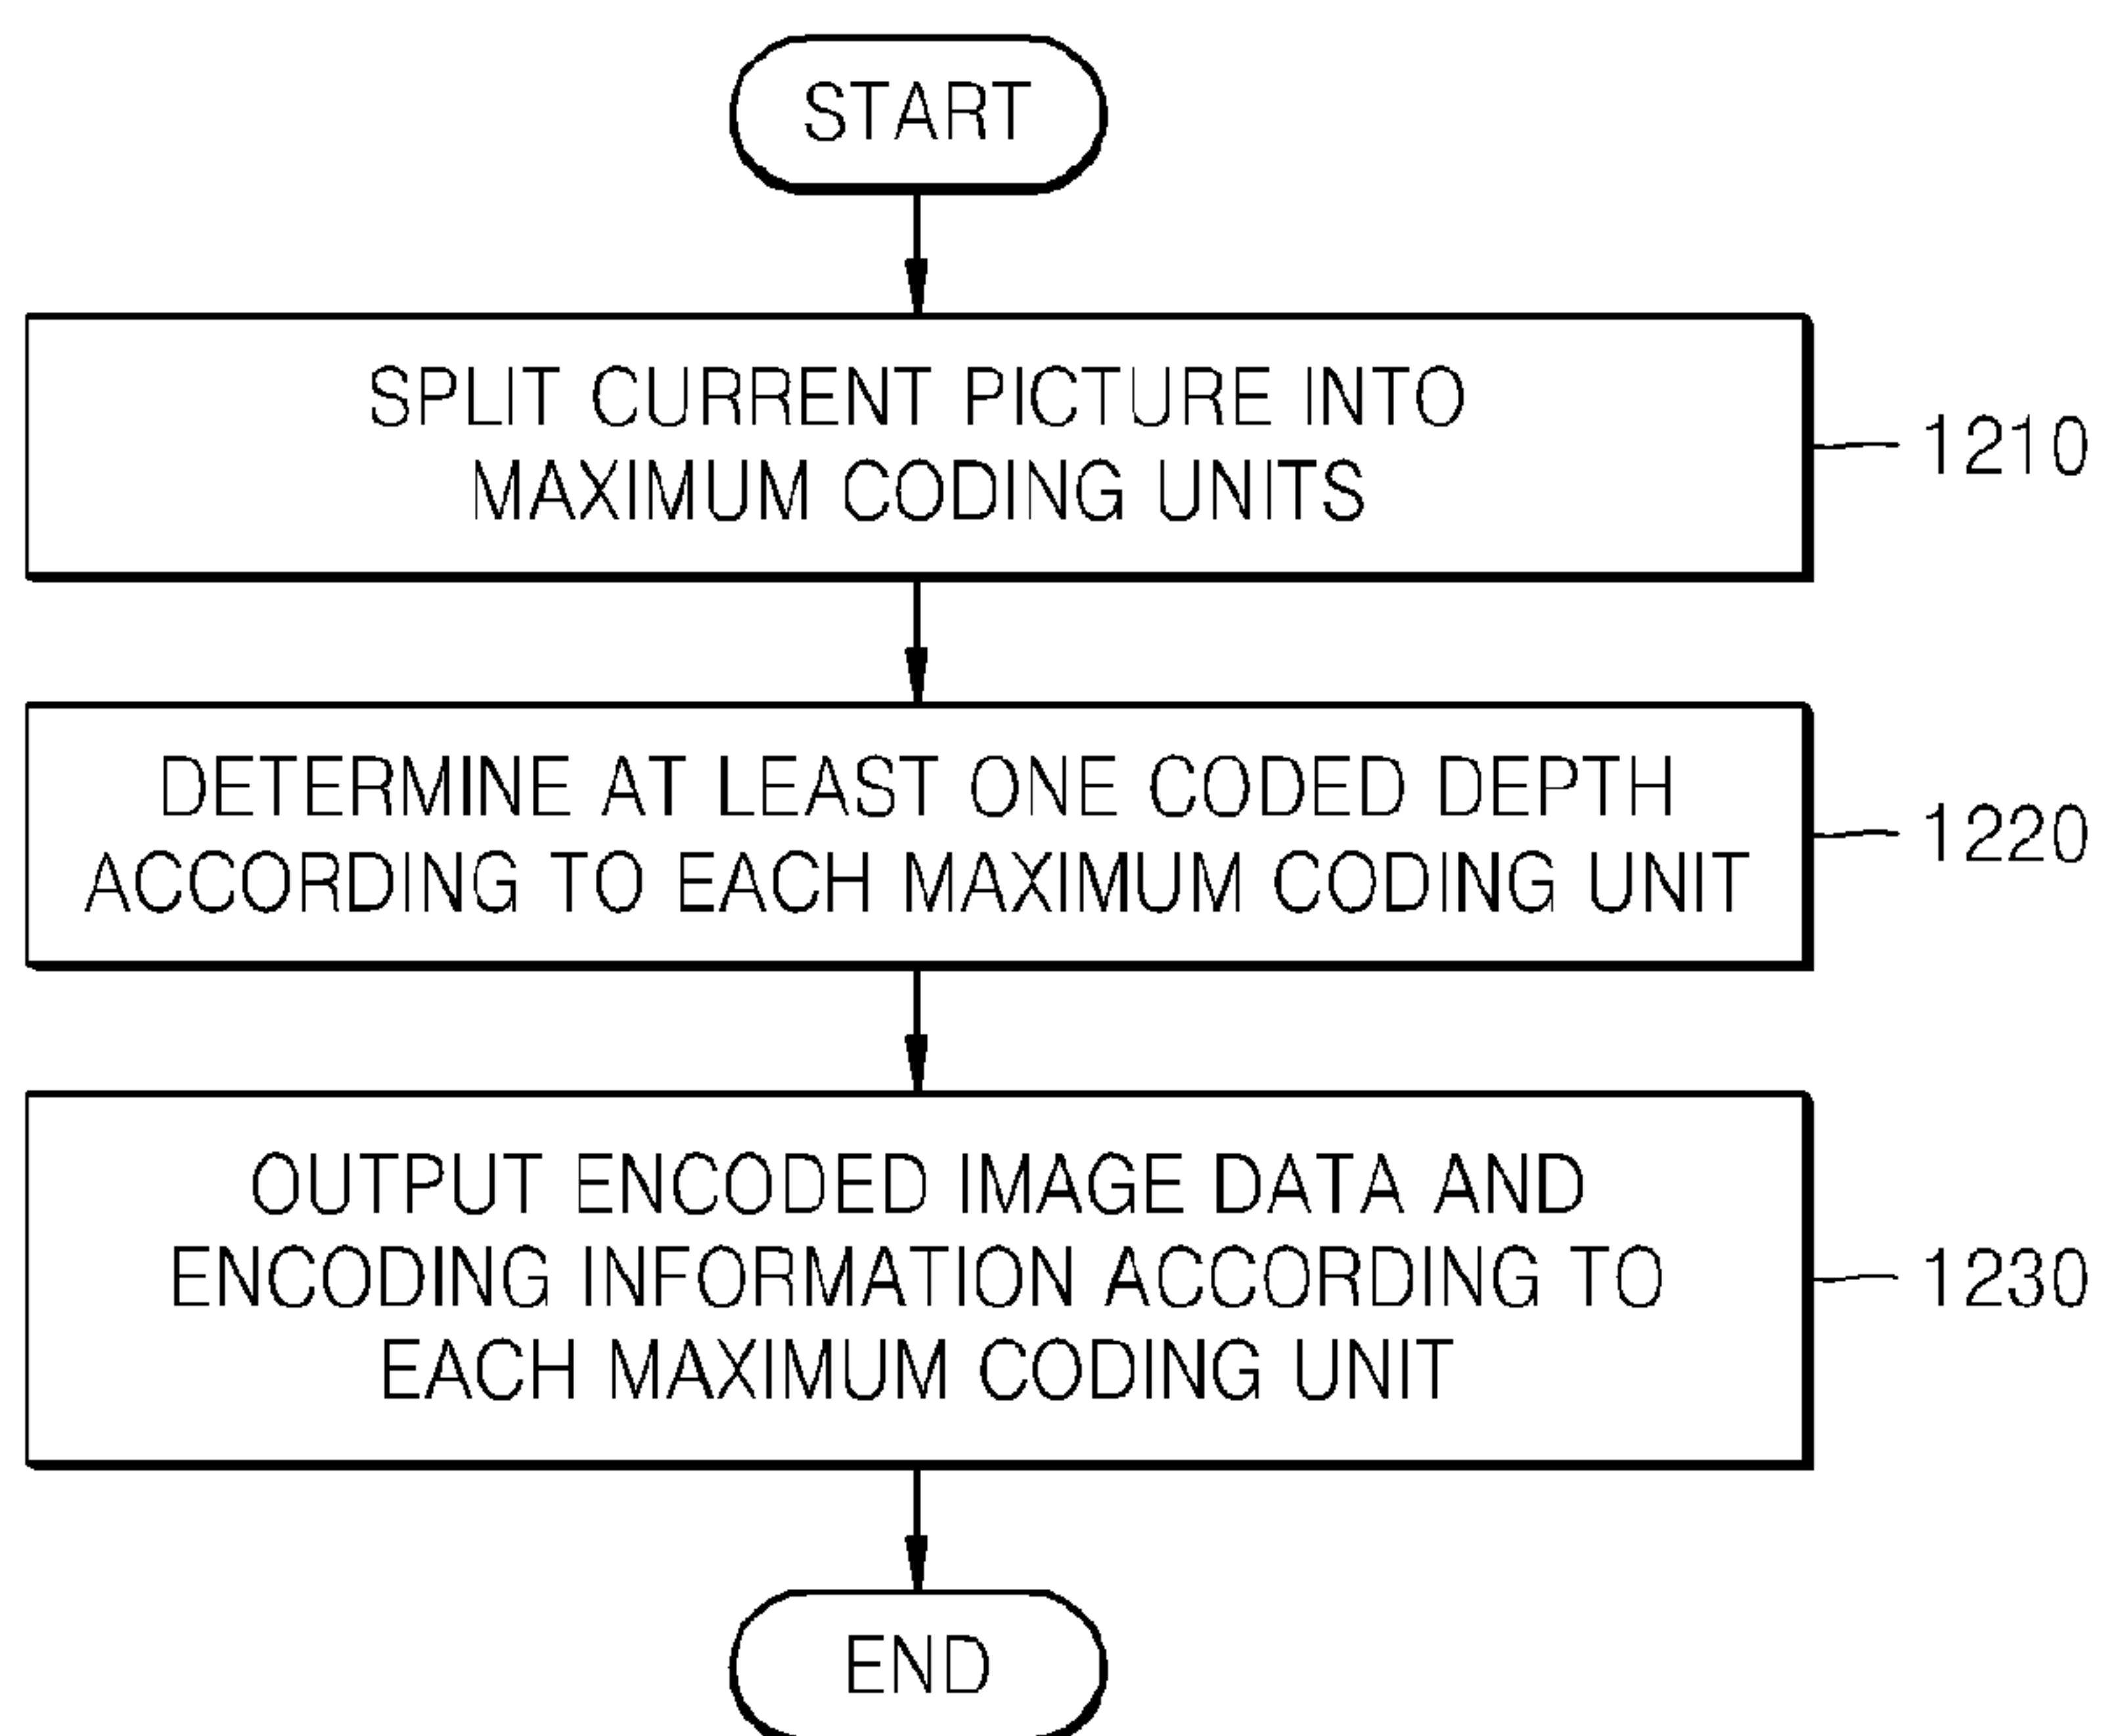 START
SPLIT CURRENT PICTURE INTO
MAXIMUM CODING UNITS
1210
DETERMINE AT LEAST ONE CODED DEPTH
ACCORDING TO EACH MAXIMUM CODING UNIT
1220
OUTPUT ENCODED IMAGE DATA AND
ENCODING INFORMATION ACCORDING TO
EACH MAXIMUM CODING UNIT
1230
END